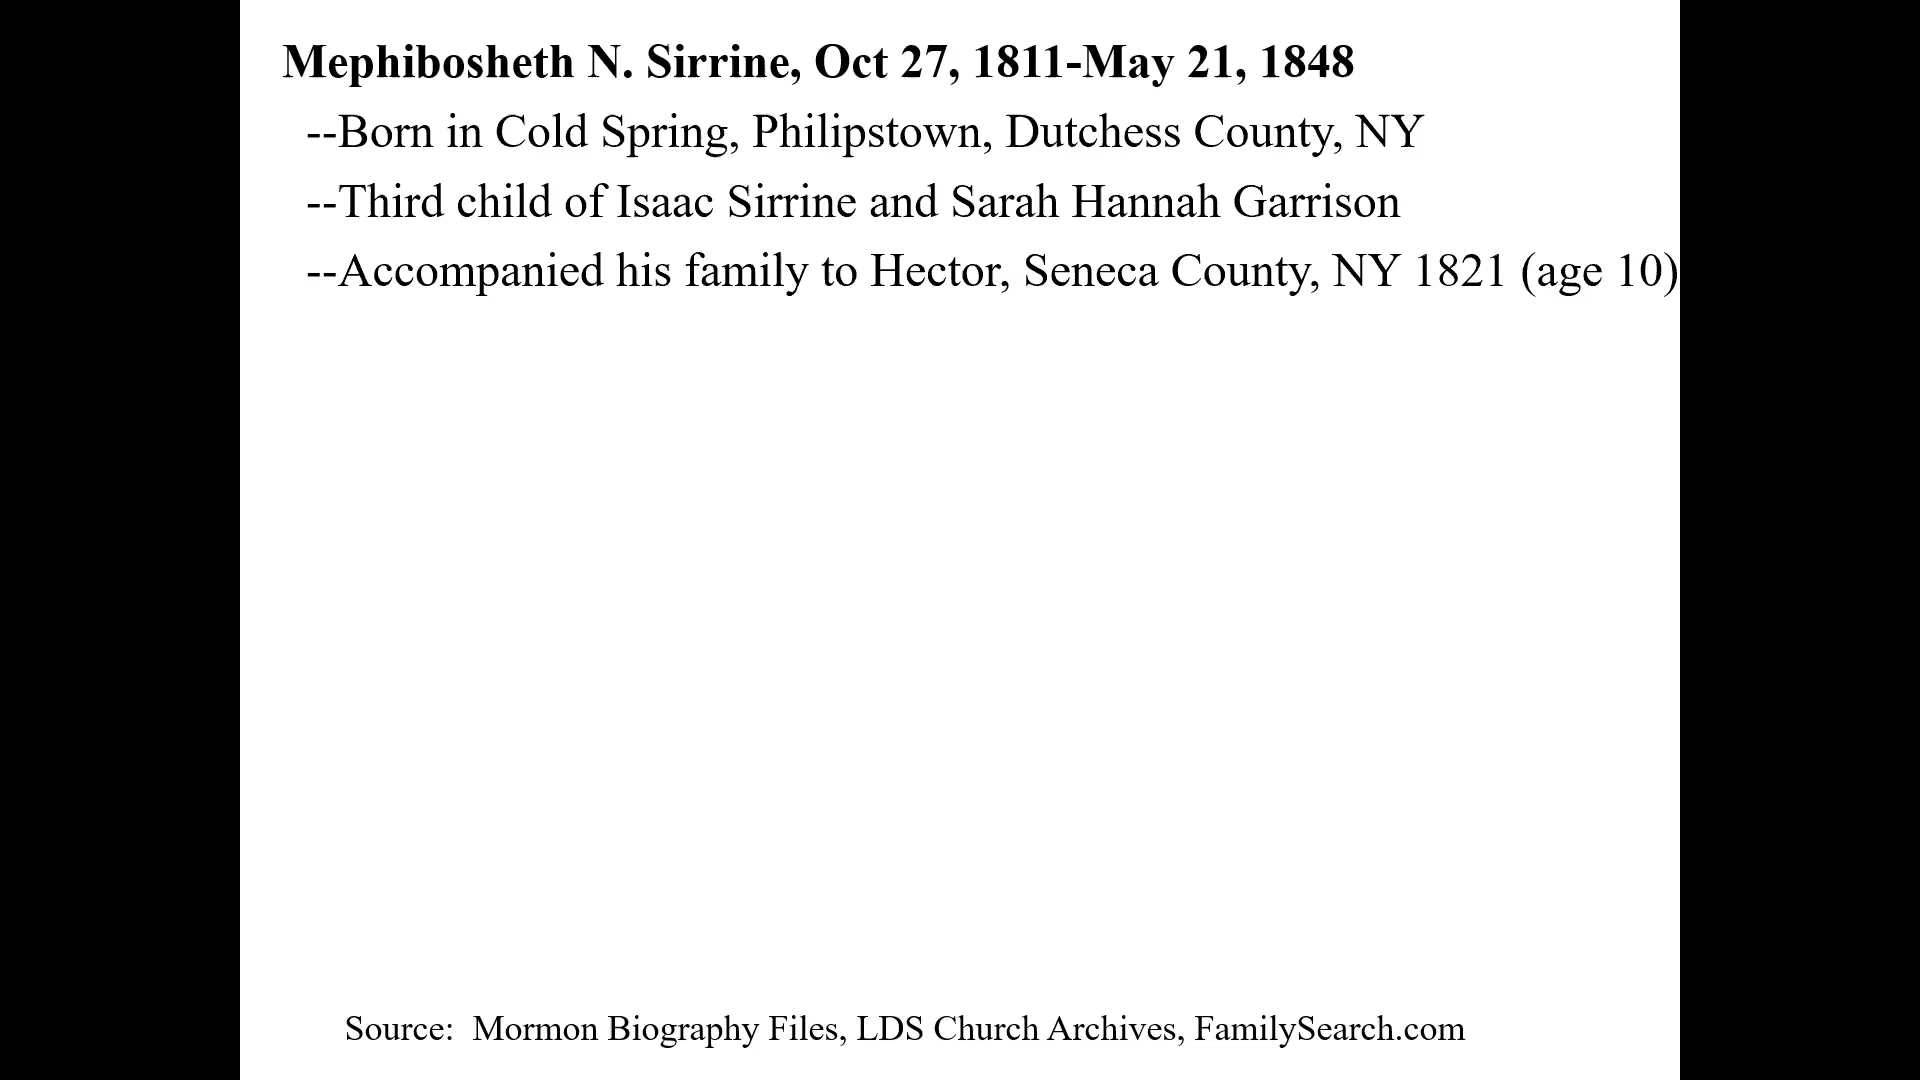 Mephibosheth N. Sirrine, Oct 27, 1811-May 21, 1848
--Born in Cold Spring, Philipstown, Dutchess County, NY
--Third child of Isaac Sirrine and Sarah Hannah Garrison
--Accompanied his family to Hector, Seneca County, NY 1821 (age 10)
Source:  Mormon Biography Files, LDS Church Archives, FamilySearch.com